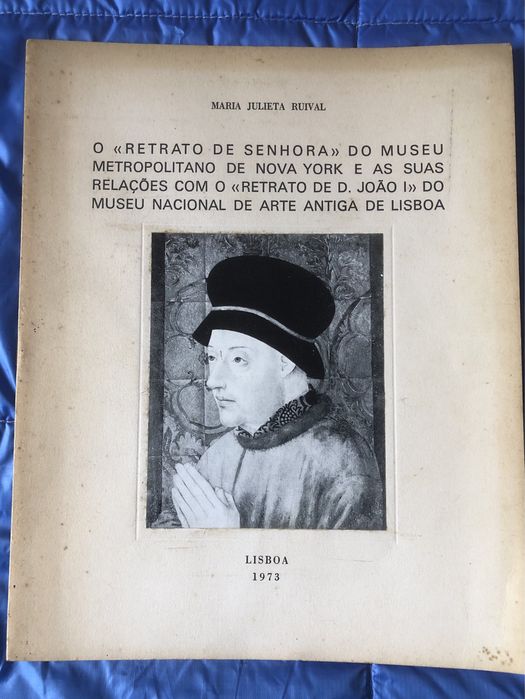 MARIA JULIETA RUIVAL
O «RETRATO DE SENHORA» DO MUSEU
METROPOLITANO DE NOVA YORK E AS SUAS
RELAÇÕES COM O «RETRATO DE D. JOÃO I» DO
MUSEU NACIONAL DE ARTE ANTIGA DE LISBOA
LISBOA
1973